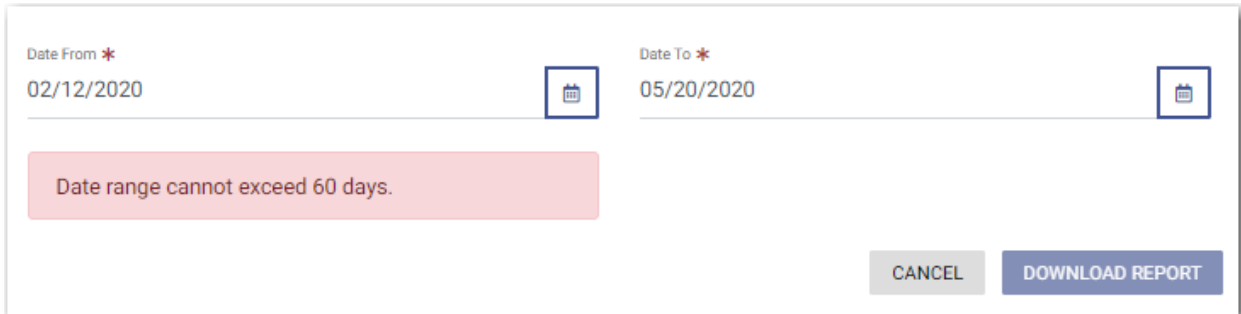 Date From *
Date To *
02/12/2020
05/20/2020
Date range cannot exceed 60 days.
CANCEL
DOWNLOAD REPORT